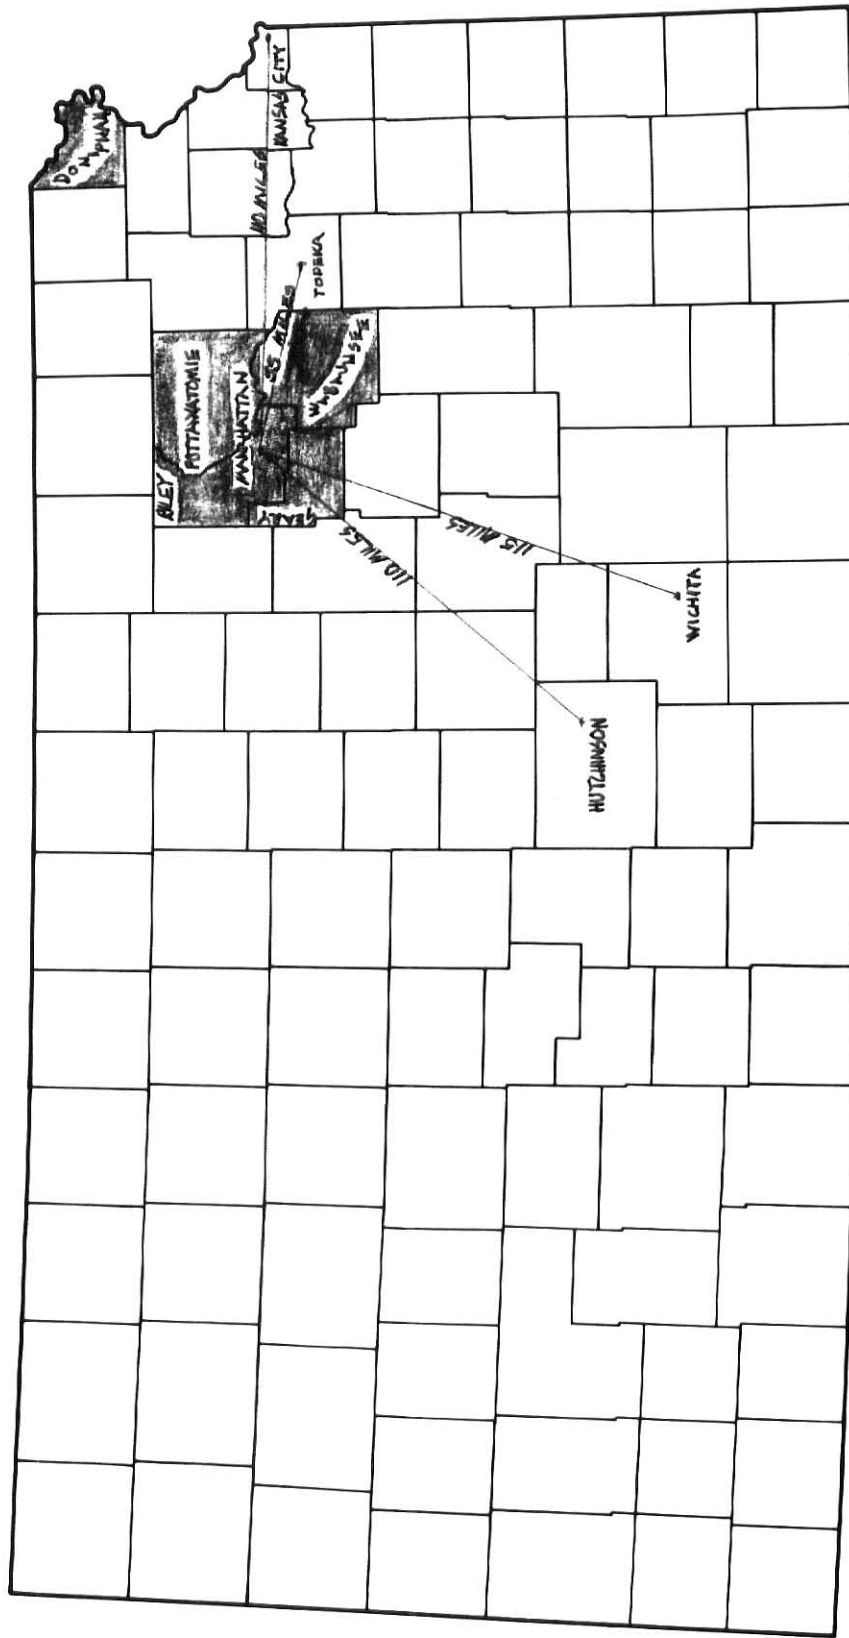 DONIPHAN
KANSAS CITY
110 MILES
TOPEKA
55 MILES
WABAUNSEE
POTTAWATOMIE
MANHATTAN
RILEY
GEARY
115 MILES
110 MILES
WICHITA
HUTCHINSON